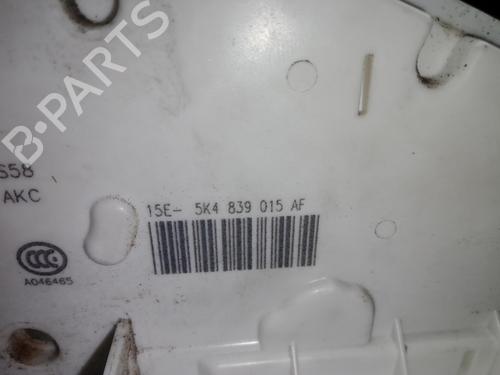 B-PARTS
S58
AKC
15E- 5K4 839 015 AF
CCC
A046465